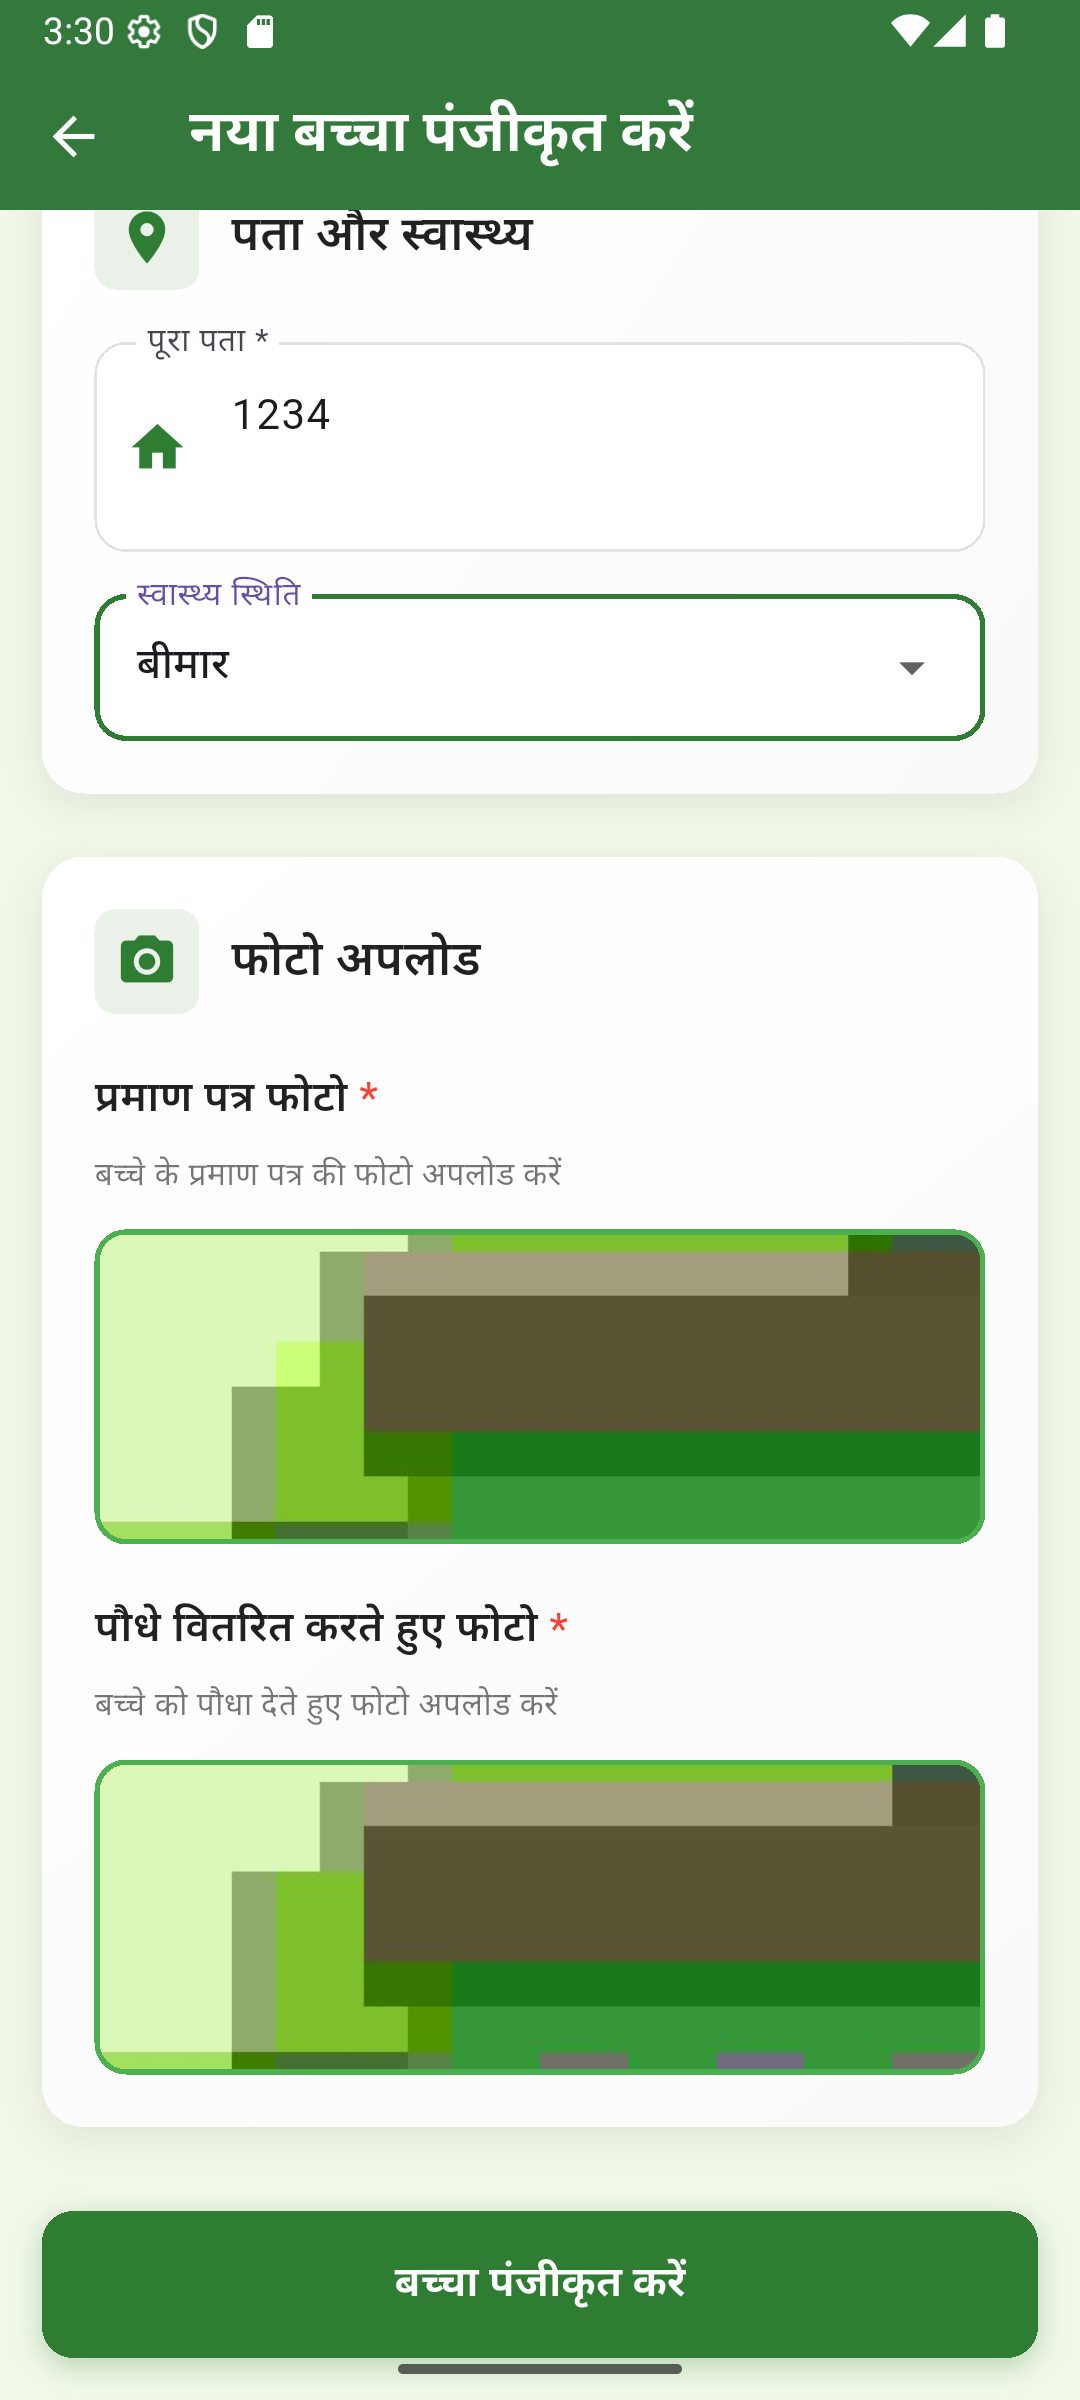 3:30
नया बच्चा पंजीकृत करें
पता और स्वास्थ्य
पूरा पता *
1234
स्वास्थ्य स्थिति
बीमार
फोटो अपलोड
प्रमाण पत्र फोटो *
बच्चे के प्रमाण पत्र की फोटो अपलोड करें
पौधे वितरित करते हुए फोटो *
बच्चे को पौधा देते हुए फोटो अपलोड करें
बच्चा पंजीकृत करें